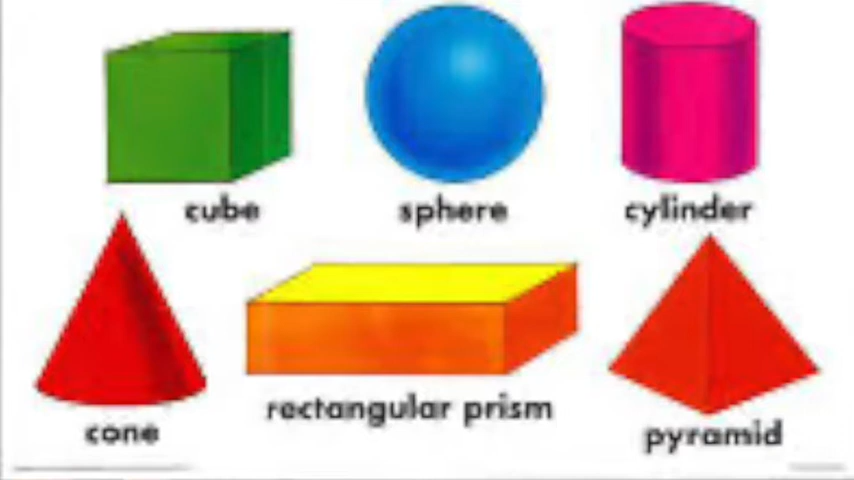 cube
sphere
cylinder
cone
rectangular prism
pyramid